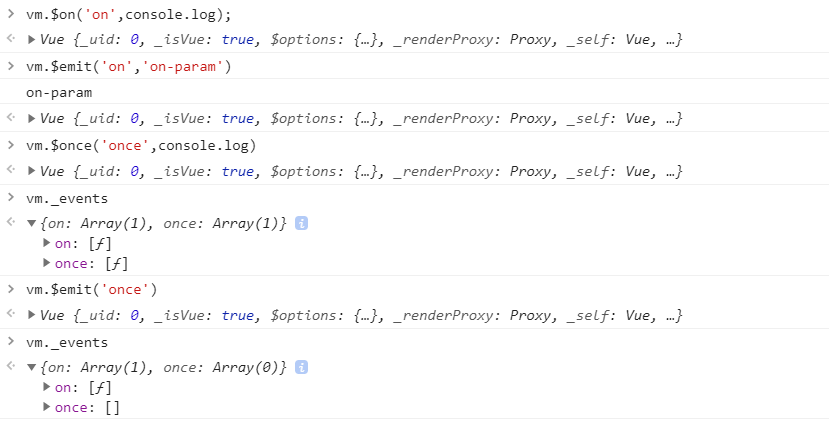 > vm.$on('on',console.log);
Vue {_uid: 0, _isVue: true, $options: {…}, _renderProxy: Proxy, _self: Vue, …}
> vm.$emit('on','on-param')
on-param
Vue {_uid: 0, _isVue: true, $options: {…}, _renderProxy: Proxy, _self: Vue, …}
> vm.$once('once',console.log)
Vue {_uid: 0, _isVue: true, $options: {…}, _renderProxy: Proxy, _self: Vue, …}
> vm._events
{on: Array(1), once: Array(1)} i
on: [ƒ]
once: [ƒ]
> vm.$emit('once')
Vue {_uid: 0, _isVue: true, $options: {…}, _renderProxy: Proxy, _self: Vue, …}
> vm._events
{on: Array(1), once: Array(0)} i
on: [ƒ]
once: []